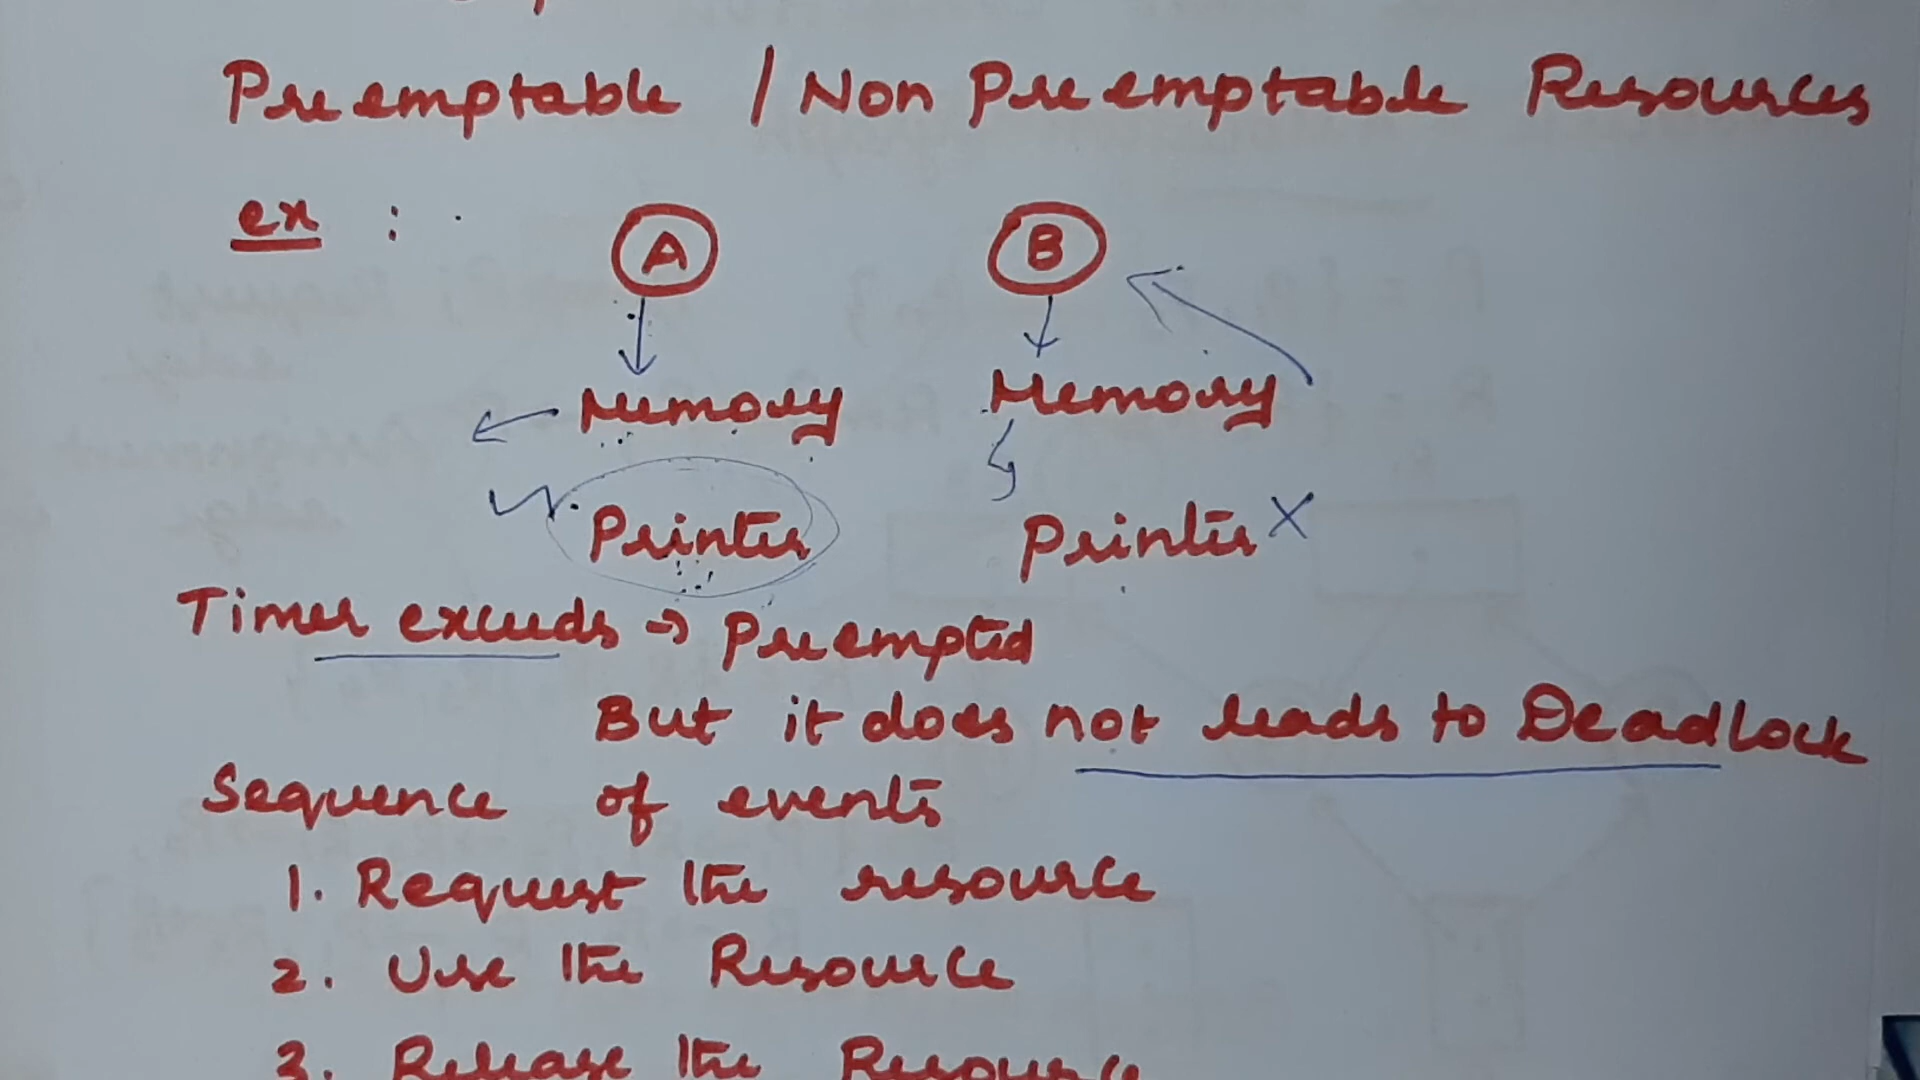 Preemptable / Non Preemptable Resources
ex :
A B
Memory Memory
Printer Printer X
Timer exceeds → Preempted
But it does not leads to Deadlock
Sequence of events
1. Request the resource
2. Use the Resource
3. Release the Resource